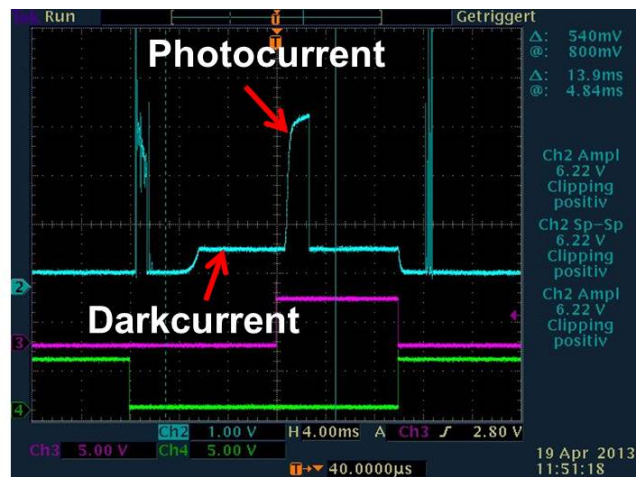 Run
Getriggert
T
T
Photocurrent
Δ: 540mV
@: 800mV
Δ: 13.9ms
@: 4.84ms
Ch2 Ampl
6.22 V
Clipping
positiv
Ch2 Sp-Sp
6.22 V
Clipping
positiv
Ch2 Ampl
6.22 V
Clipping
positiv
2
Darkcurrent
3
4
Ch2 1.00 V H 4.00ms A Ch3 ʃ 2.80 V
Ch3 5.00 V Ch4 5.00 V
T→▼ 40.0000µs
19 Apr 2013
11:51:18